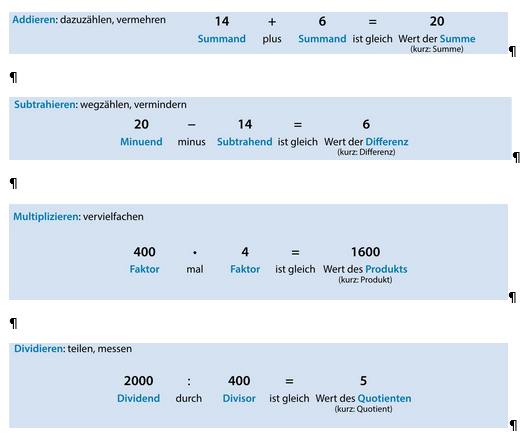 Addieren: dazuzählen, vermehren
14 + 6 = 20
Summand plus Summand ist gleich Wert der Summe
(kurz: Summe)
¶
¶
Subtrahieren: wegzählen, vermindern
20 – 14 = 6
Minuend minus Subtrahend ist gleich Wert der Differenz
(kurz: Differenz)
¶
¶
Multiplizieren: vervielfachen
400 · 4 = 1600
Faktor mal Faktor ist gleich Wert des Produkts
(kurz: Produkt)
¶
¶
Dividieren: teilen, messen
2000 : 400 = 5
Dividend durch Divisor ist gleich Wert des Quotienten
(kurz: Quotient)
¶